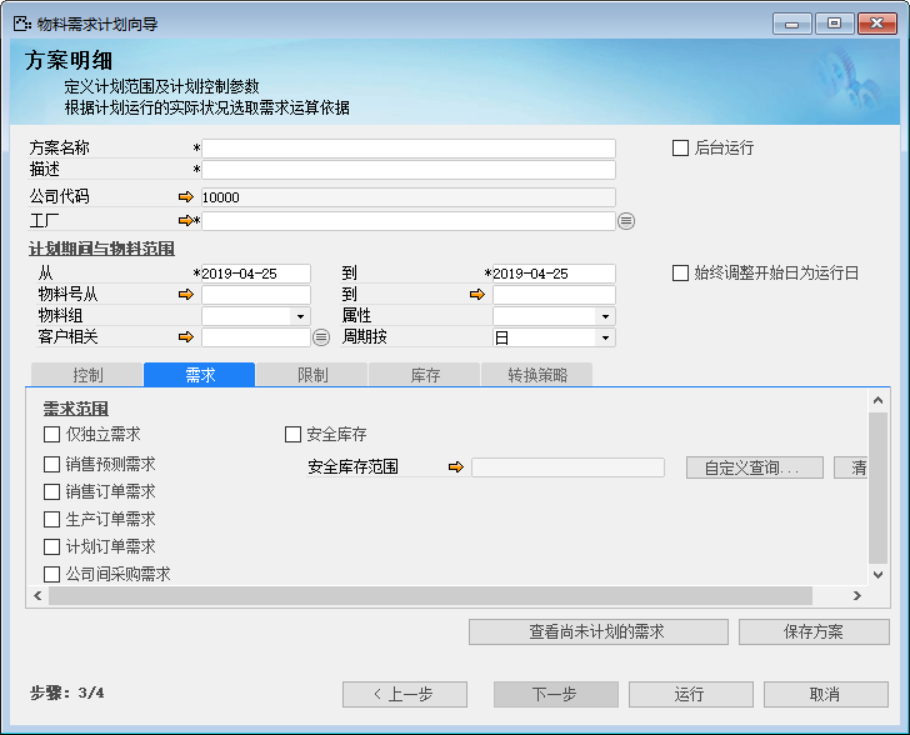 物料需求计划向导
方案明细
定义计划范围及计划控制参数
根据计划运行的实际状况选取需求运算依据
方案名称 * 后台运行
描述 *
公司代码 10000
工厂 *
计划期间与物料范围
从 *2019-04-25 到 *2019-04-25 始终调整开始日为运行日
物料号从 到
物料组 属性
客户相关 周期按 日
控制 需求 限制 库存 转换策略
需求范围
仅独立需求 安全库存
销售预测需求 安全库存范围 自定义查询... 清
销售订单需求
生产订单需求
计划订单需求
公司间采购需求
查看尚未计划的需求 保存方案
步骤: 3/4 < 上一步 下一步 运行 取消